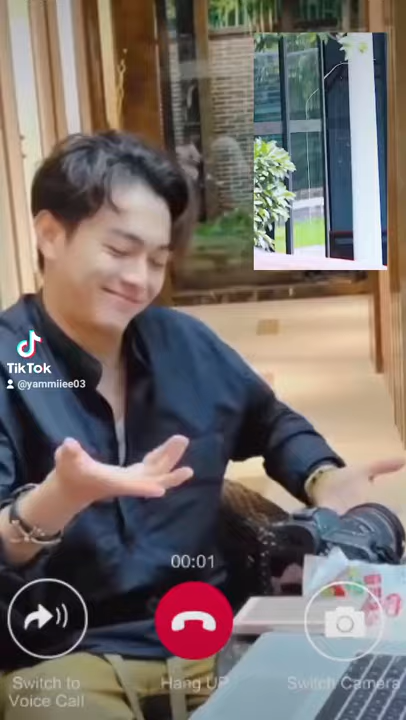 TikTok
@yammiiee03
00:01
Switch to
Voice Call
Hang UP
Switch Camera